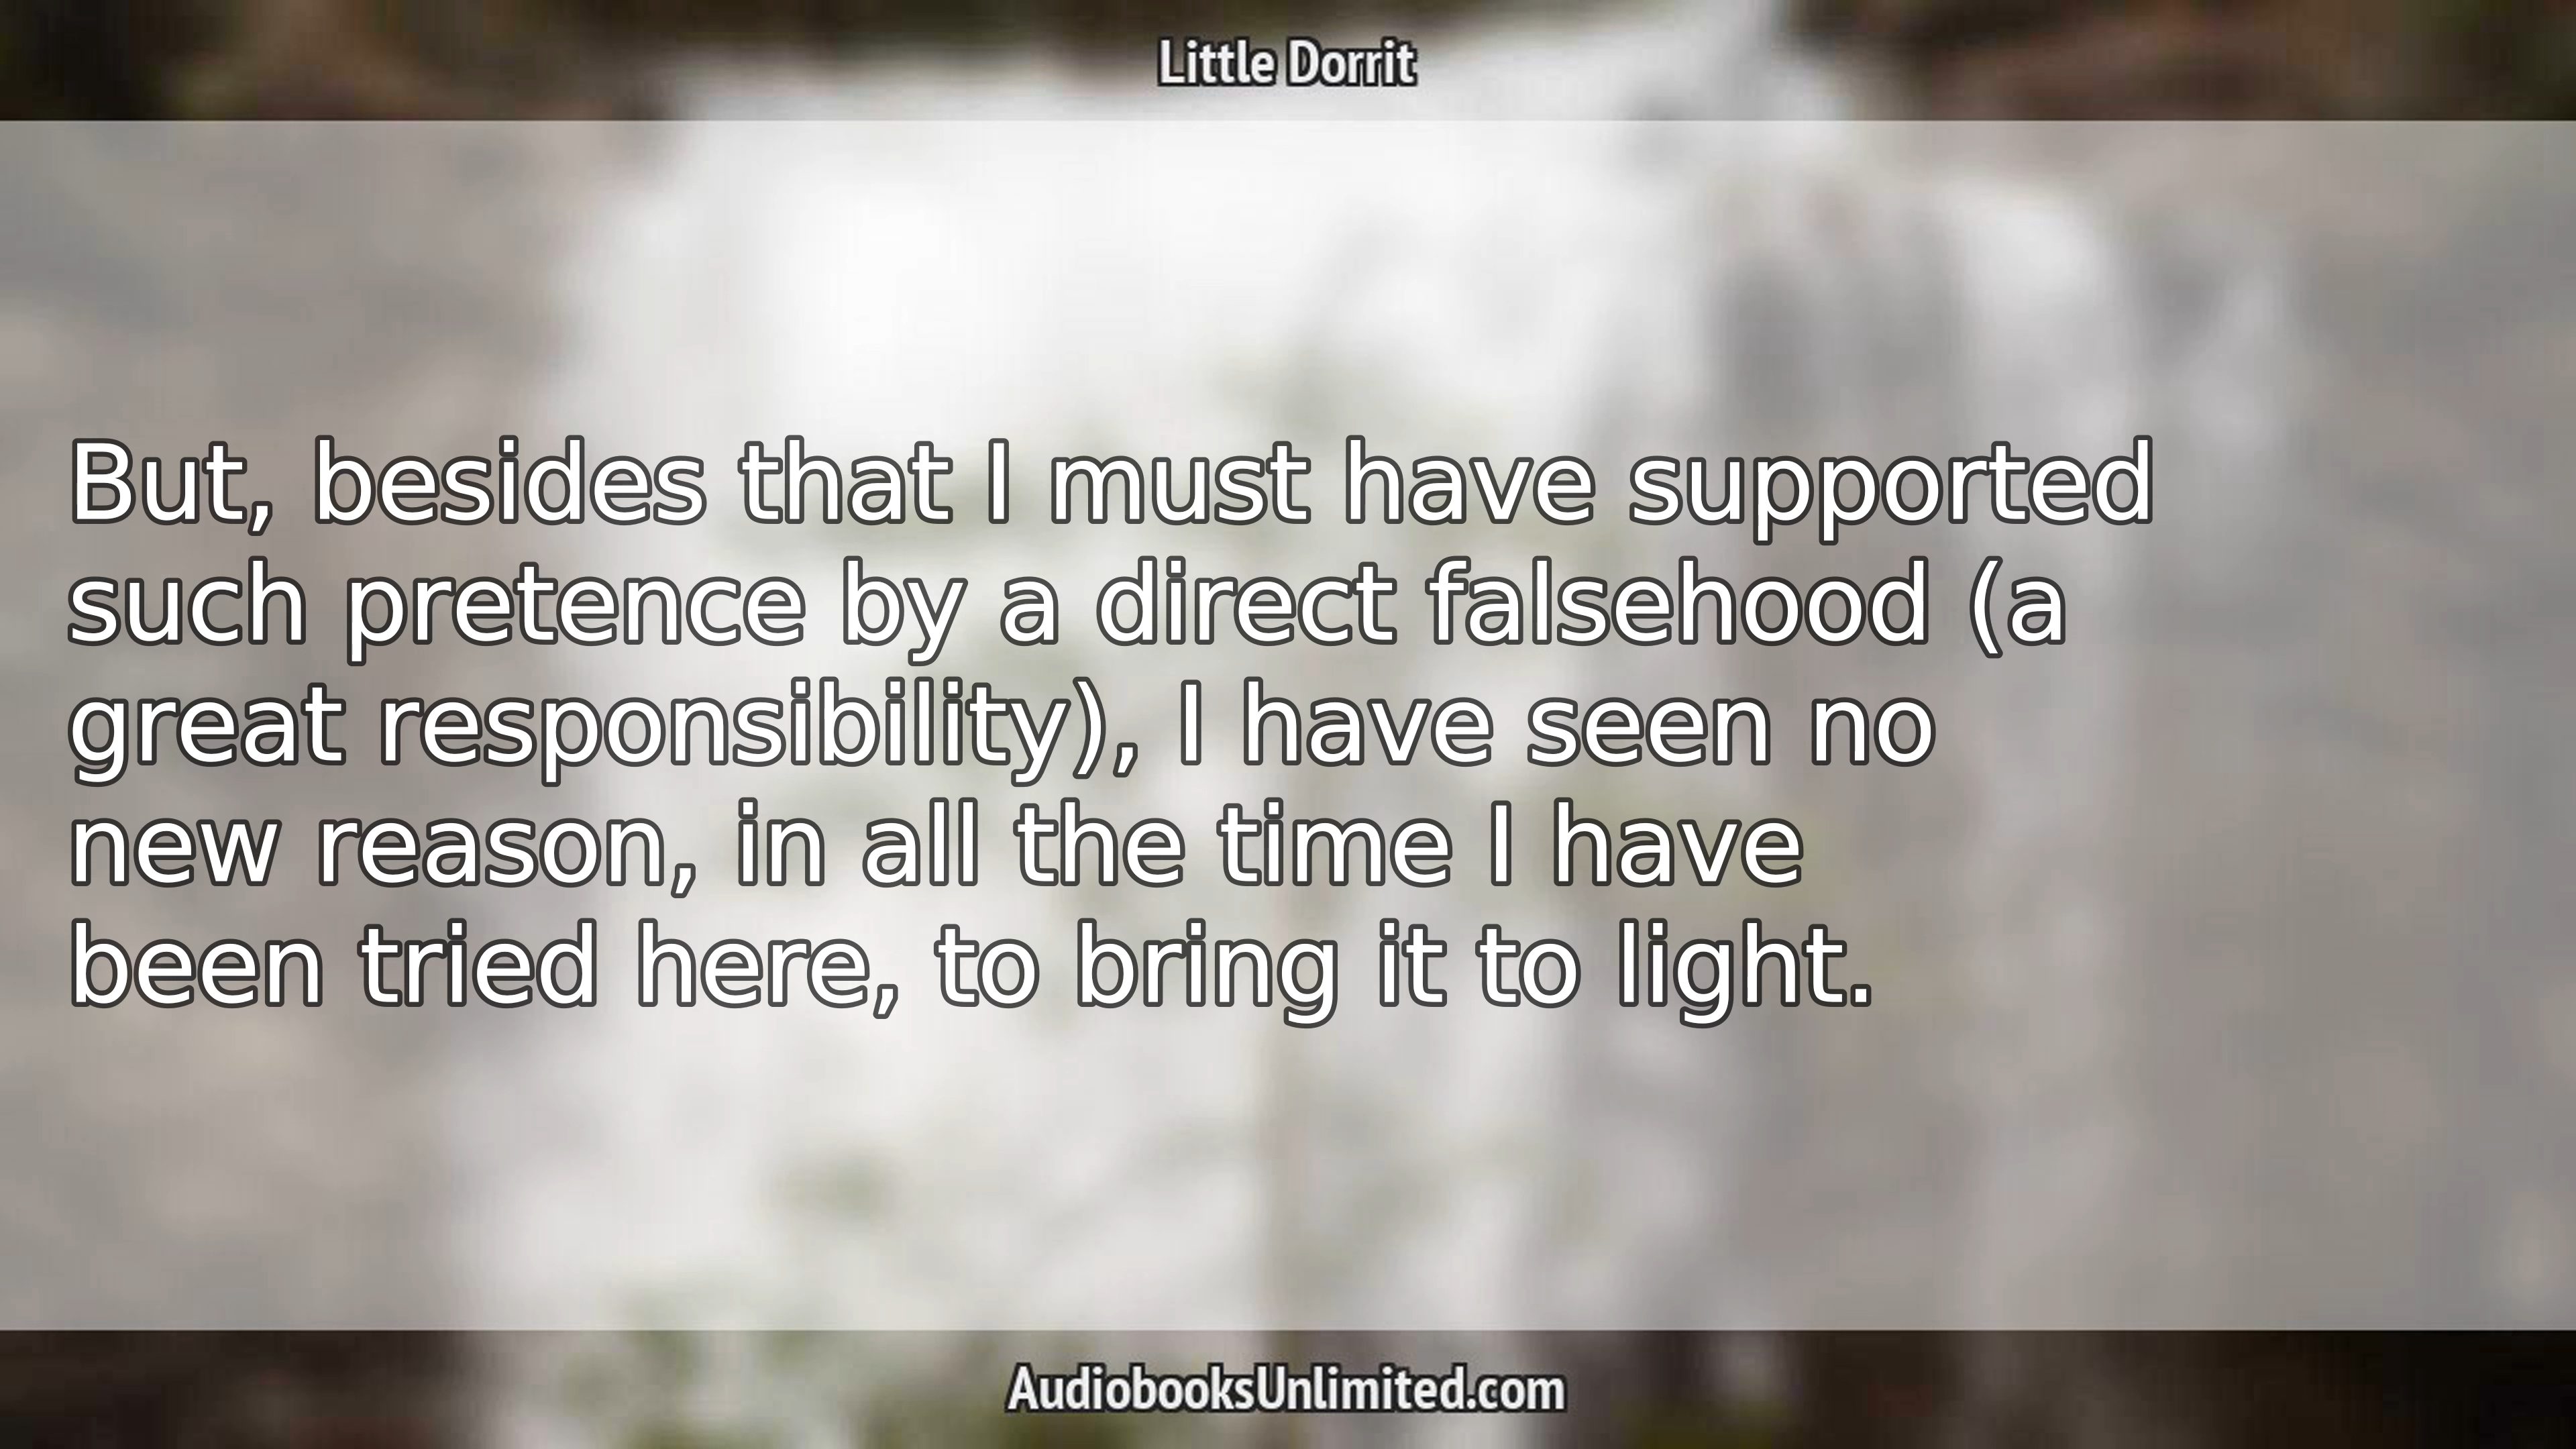 Little Dorrit
But, besides that I must have supported
such pretence by a direct falsehood (a
great responsibility), I have seen no
new reason, in all the time I have
been tried here, to bring it to light.
AudiobooksUnlimited.com